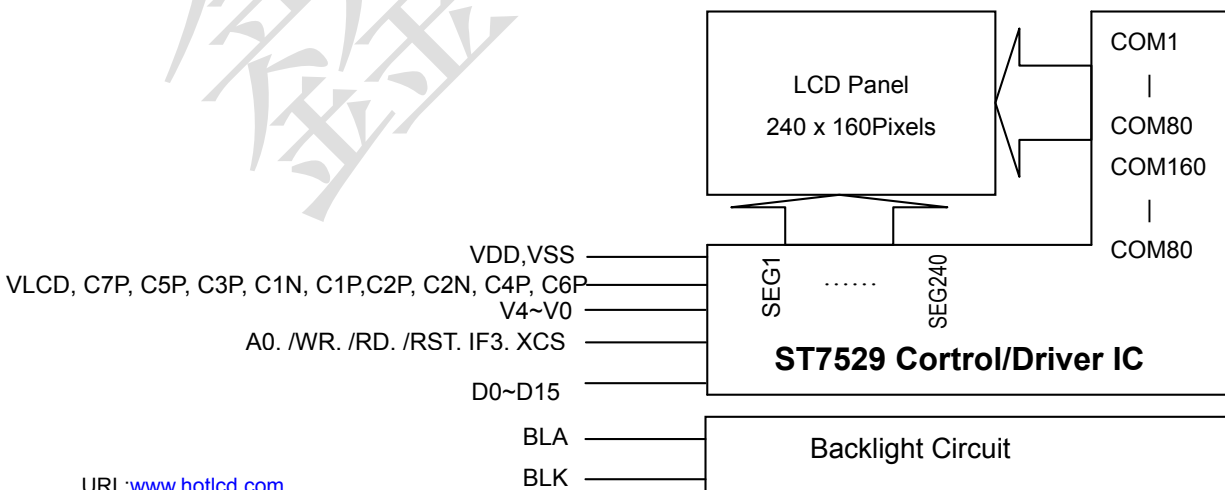 鑫
LCD Panel
240 x 160Pixels
COM1
|
COM80
COM160
|
COM80
VDD,VSS
VLCD, C7P, C5P, C3P, C1N, C1P,C2P, C2N, C4P, C6P
V4~V0
A0. /WR. /RD. /RST. IF3. XCS
D0~D15
SEG1
......
SEG240
ST7529 Cortrol/Driver IC
BLA
BLK
Backlight Circuit
URL:www.hotlcd.com